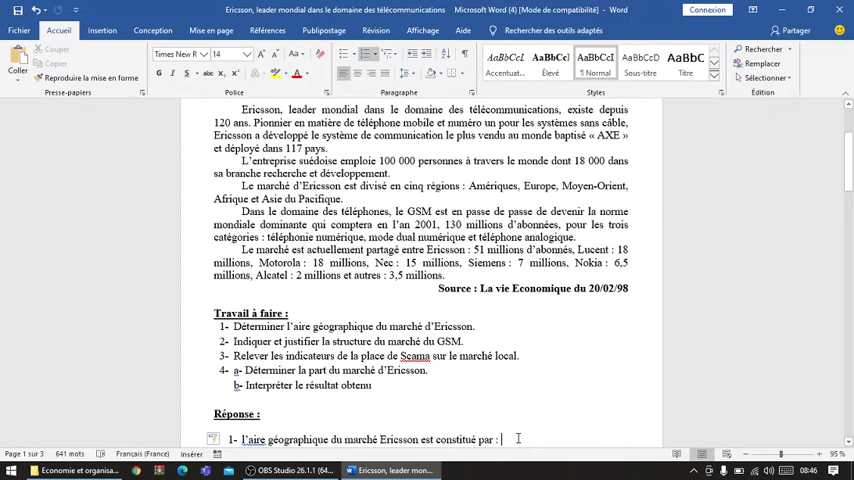 Ericsson, leader mondial dans le domaine des télécommunications - Microsoft Word (4) [Mode de compatibilité] - Word
Connexion
Fichier Accueil Insertion Conception Mise en page Références Publipostage Révision Affichage Aide Rechercher des outils adaptés Partager
Coller
Couper
Copier
Reproduire la mise en forme
Times New R 14
G I S abc x₂ x²
AaBbCcI AaBbCc AaBbCcI AaBbCcD AaBbCc
Accentuat... Élevé ¶ Normal Sous-titre Titre
Rechercher
Remplacer
Sélectionner
Presse-papiers Police Paragraphe Styles Édition
Ericsson, leader mondial dans le domaine des télécommunications, existe depuis
120 ans. Pionnier en matière de téléphone mobile et numéro un pour les systèmes sans câble,
Ericsson a développé le système de communication le plus vendu au monde baptisé « AXE »
et déployé dans 117 pays.
L'entreprise suédoise emploie 100 000 personnes à travers le monde dont 18 000 dans
sa branche recherche et développement.
Le marché d'Ericsson est divisé en cinq régions : Amériques, Europe, Moyen-Orient,
Afrique et Asie du Pacifique.
Dans le domaine des téléphones, le GSM est en passe de passe de devenir la norme
mondiale dominante qui comptera en l'an 2001, 130 millions d'abonnées, pour les trois
catégories : téléphonie numérique, mode dual numérique et téléphone analogique.
Le marché est actuellement partagé entre Ericsson : 51 millions d'abonnés, Lucent : 18
millions, Motorola : 18 millions, Nec : 15 millions, Siemens : 7 millions, Nokia : 6,5
millions, Alcatel : 2 millions et autres : 3,5 millions.
Source : La vie Economique du 20/02/98
Travail à faire :
1- Déterminer l'aire géographique du marché d'Ericsson.
2- Indiquer et justifier la structure du marché du GSM.
3- Relever les indicateurs de la place de Scama sur le marché local.
4- a- Déterminer la part du marché d'Ericsson.
b- Interpréter le résultat obtenu
Réponse :
1- l'aire géographique du marché Ericsson est constitué par :
Page 1 sur 3 641 mots Français (France) Insérer 95 %
Economie et organisa... OBS Studio 26.1.1 (64... Ericsson, leader mon... 08:46